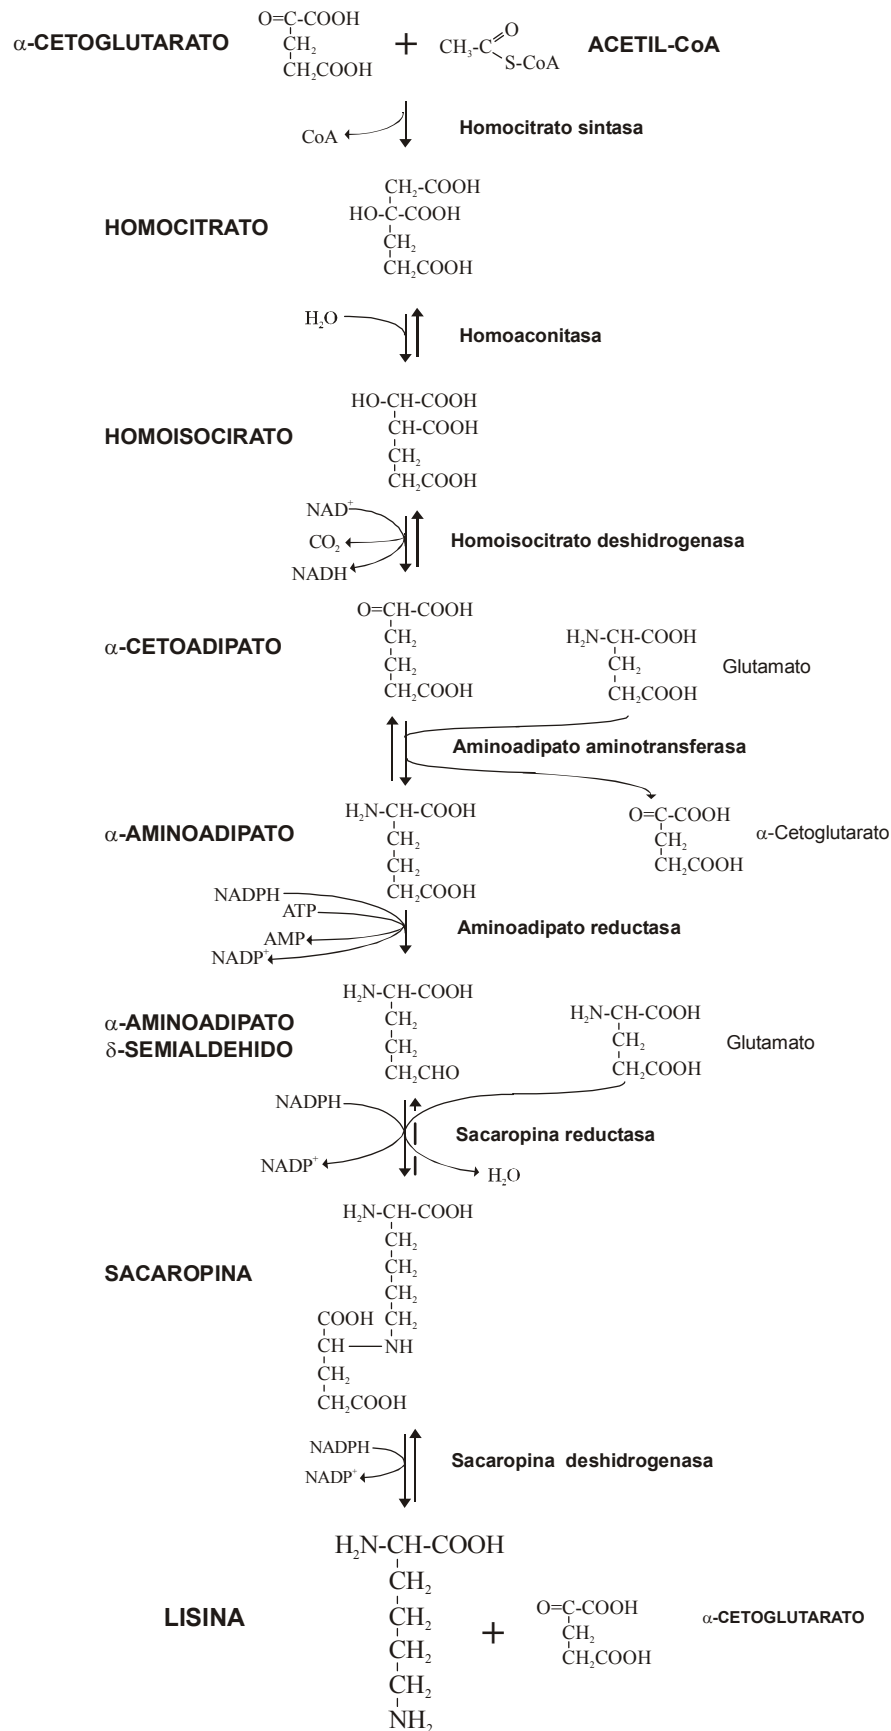 O=C-COOH
α-CETOGLUTARATO
CH2
CH2COOH
+
O
CH3-C
S-CoA
ACETIL-CoA
CoA
Homocitrato sintasa
CH2-COOH
HO-C-COOH
HOMOCITRATO
CH2
CH2COOH
H2O
Homoaconitasa
HO-CH-COOH
HOMOISOCIRATO
CH-COOH
CH2
CH2COOH
NAD+
CO2
Homoisocitrato deshidrogenasa
NADH
O=CH-COOH
α-CETOADIPATO
CH2
CH2
CH2COOH
H2N-CH-COOH
CH2
Glutamato
CH2COOH
Aminoadipato aminotransferasa
H2N-CH-COOH
α-AMINOADIPATO
CH2
CH2
CH2COOH
O=C-COOH
α-Cetoglutarato
CH2
CH2COOH
NADPH
ATP
Aminoadipato reductasa
AMP
NADP+
H2N-CH-COOH
α-AMINOADIPATO
δ-SEMIALDEHIDO
CH2
CH2
CH2CHO
H2N-CH-COOH
CH2
Glutamato
CH2COOH
NADPH
Sacaropina reductasa
NADP+
H2O
H2N-CH-COOH
CH2
SACAROPINA
CH2
CH2
COOH CH2
CH NH
CH2
CH2COOH
NADPH
Sacaropina deshidrogenasa
NADP+
H2N-CH-COOH
CH2
LISINA
CH2
CH2
CH2
NH2
+
O=C-COOH
α-CETOGLUTARATO
CH2
CH2COOH